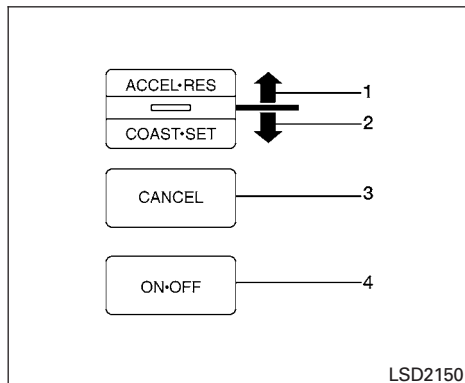 ACCEL•RES
1
2
COAST•SET
CANCEL
3
ON•OFF
4
LSD2150